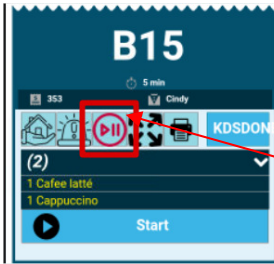 B15
5 min
353 Cindy
KDSDON
(2)
1 Cafee latté
1 Cappuccino
Start